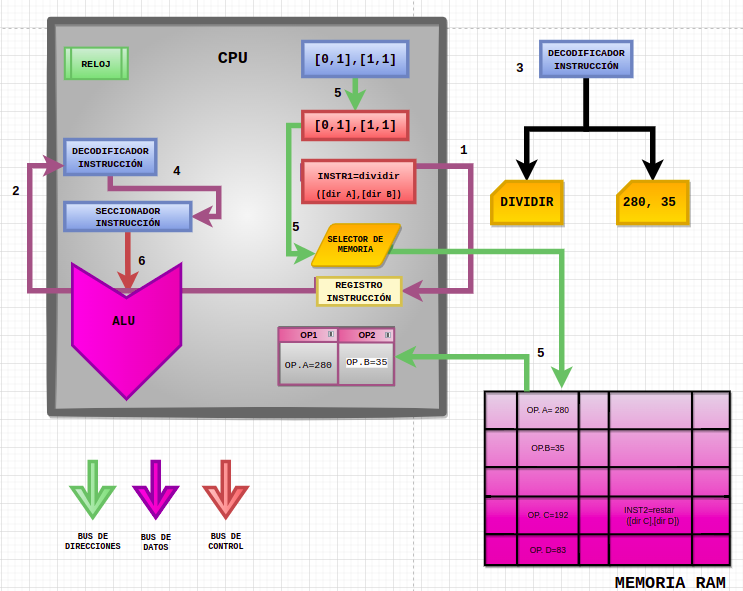 CPU
RELOJ
[0,1],[1,1]
5
[0,1],[1,1]
INSTR1=dividir
([dir A],[dir B])
1
2
DECODIFICADOR
INSTRUCCIÓN
4
SECCIONADOR
INSTRUCCIÓN
6
ALU
5
SELECTOR DE
MEMORIA
REGISTRO
INSTRUCCIÓN
OP1
OP2
OP.A=280
OP.B=35
5
3
DECODIFICADOR
INSTRUCCIÓN
DIVIDIR
280, 35
OP. A= 280
OP.B=35
OP. C=192
INST2=restar
([dir C],[dir D])
OP. D=83
MEMORIA RAM
BUS DE
DIRECCIONES
BUS DE
DATOS
BUS DE
CONTROL